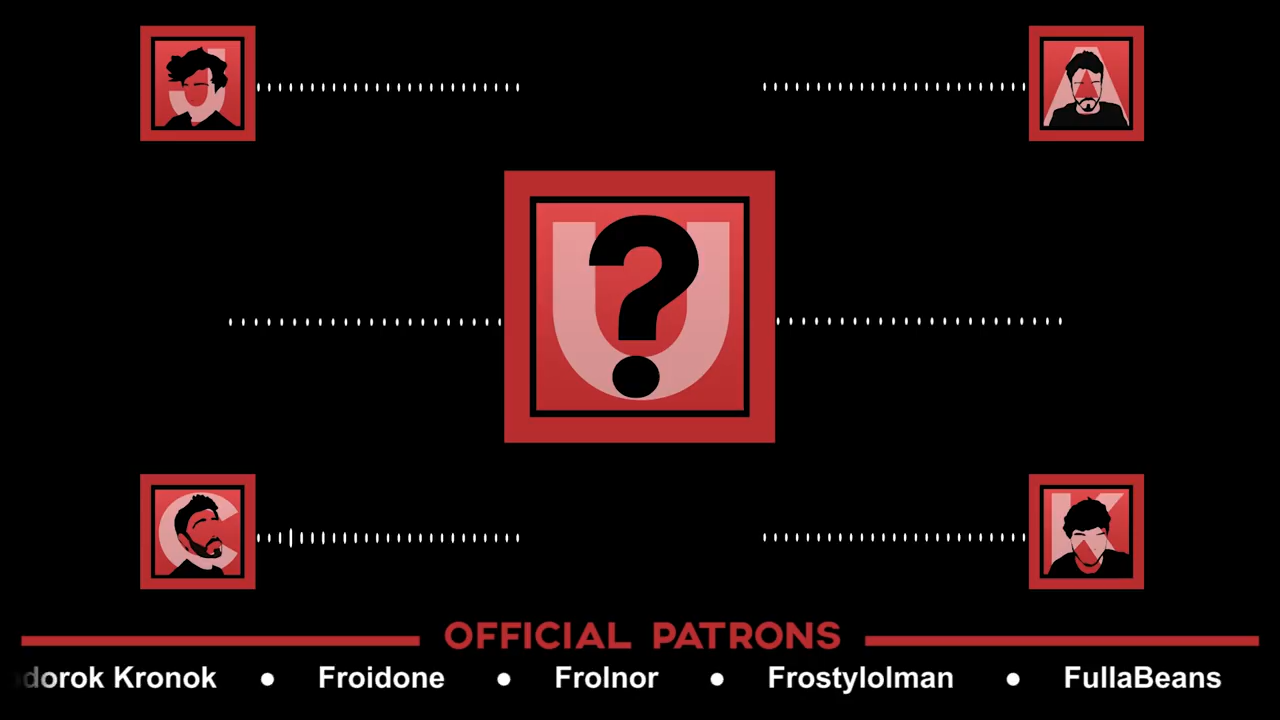 J
A
U
?
C
K
OFFICIAL PATRONS
dorok Kronok • Froidone • Frolnor • Frostylolman • FullaBeans